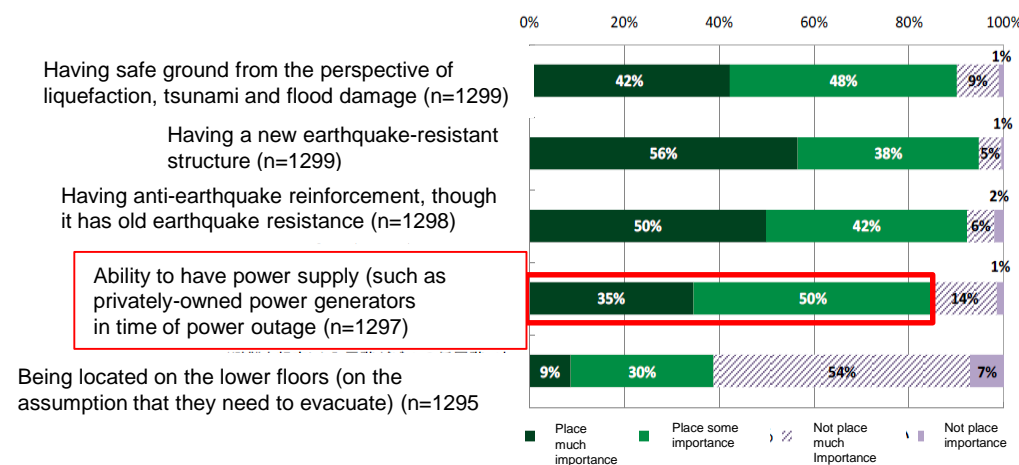 0% 20% 40% 60% 80% 100%
Having safe ground from the perspective of
liquefaction, tsunami and flood damage (n=1299)
42% 48% 9% 1%
Having a new earthquake-resistant
structure (n=1299)
56% 38% 5% 1%
Having anti-earthquake reinforcement, though
it has old earthquake resistance (n=1298)
50% 42% 6% 2%
Ability to have power supply (such as
privately-owned power generators
in time of power outage (n=1297)
35% 50% 14% 1%
Being located on the lower floors (on the
assumption that they need to evacuate) (n=1295
9% 30% 54% 7%
Place
much
importance
Place some
importance
Not place
much
Importance
Not place
importance